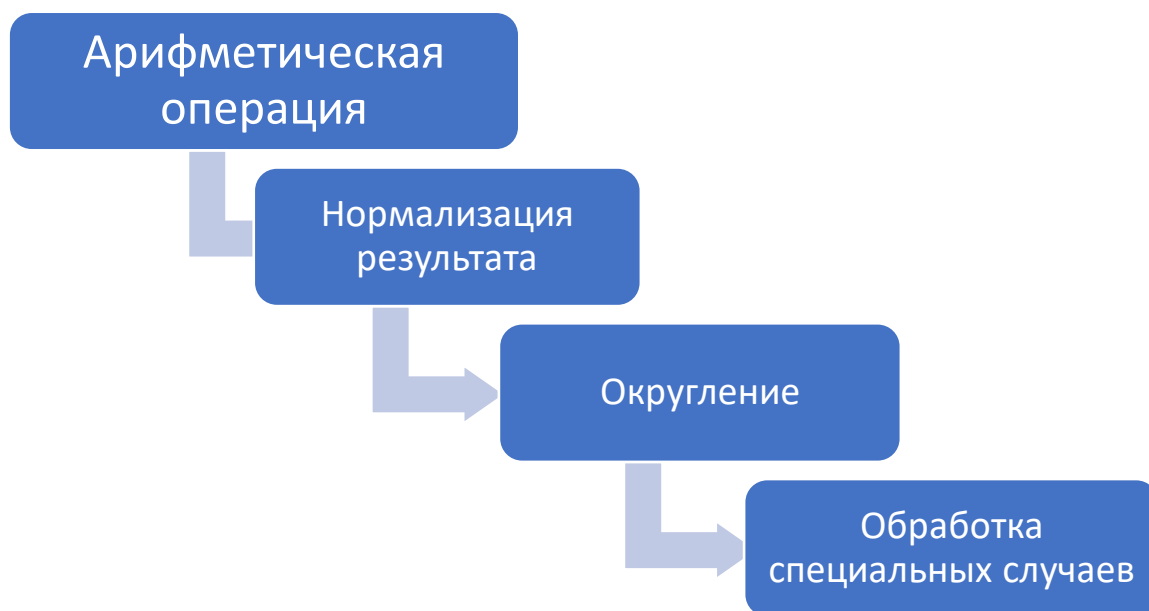 Арифметическая
операция
Нормализация
результата
Округление
Обработка
специальных случаев